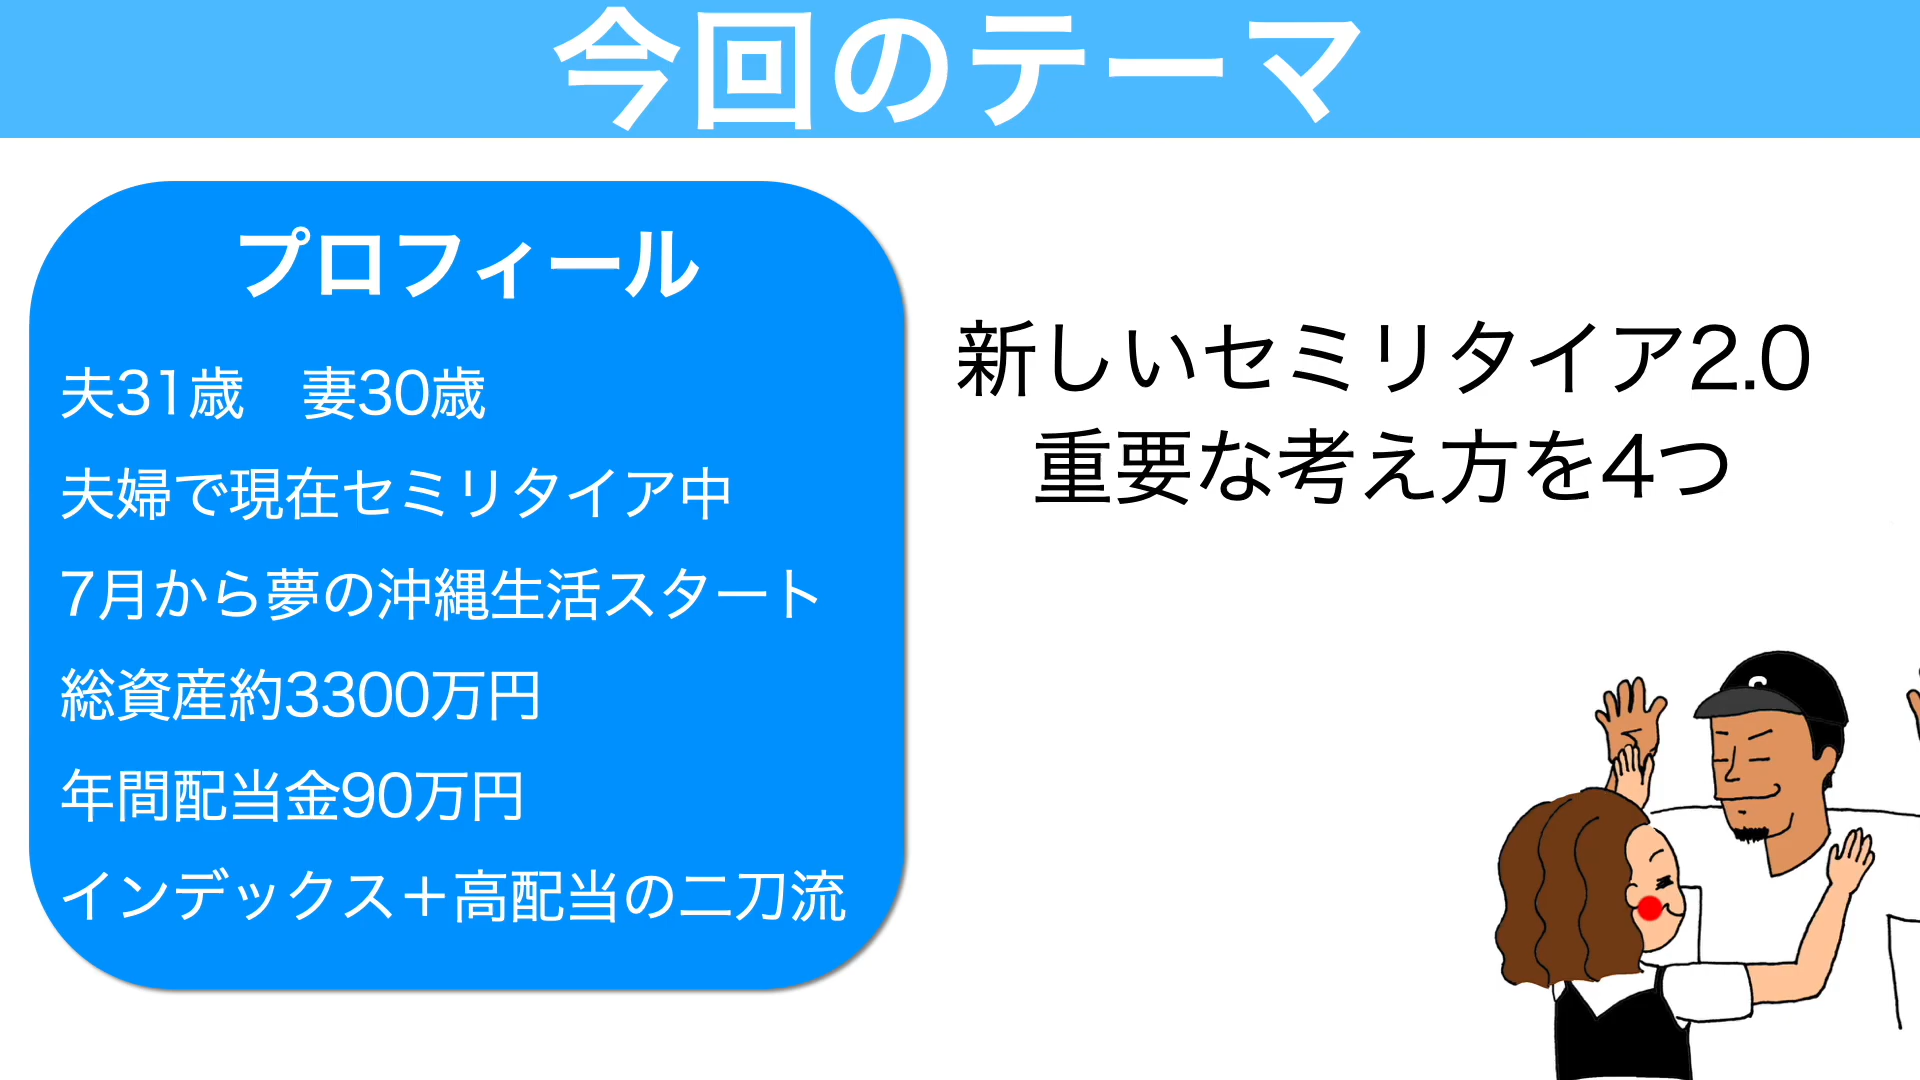 今回のテーマ
プロフィール
夫31歳　妻30歳
夫婦で現在セミリタイア中
7月から夢の沖縄生活スタート
総資産約3300万円
年間配当金90万円
インデックス＋高配当の二刀流
新しいセミリタイア2.0
重要な考え方を4つ